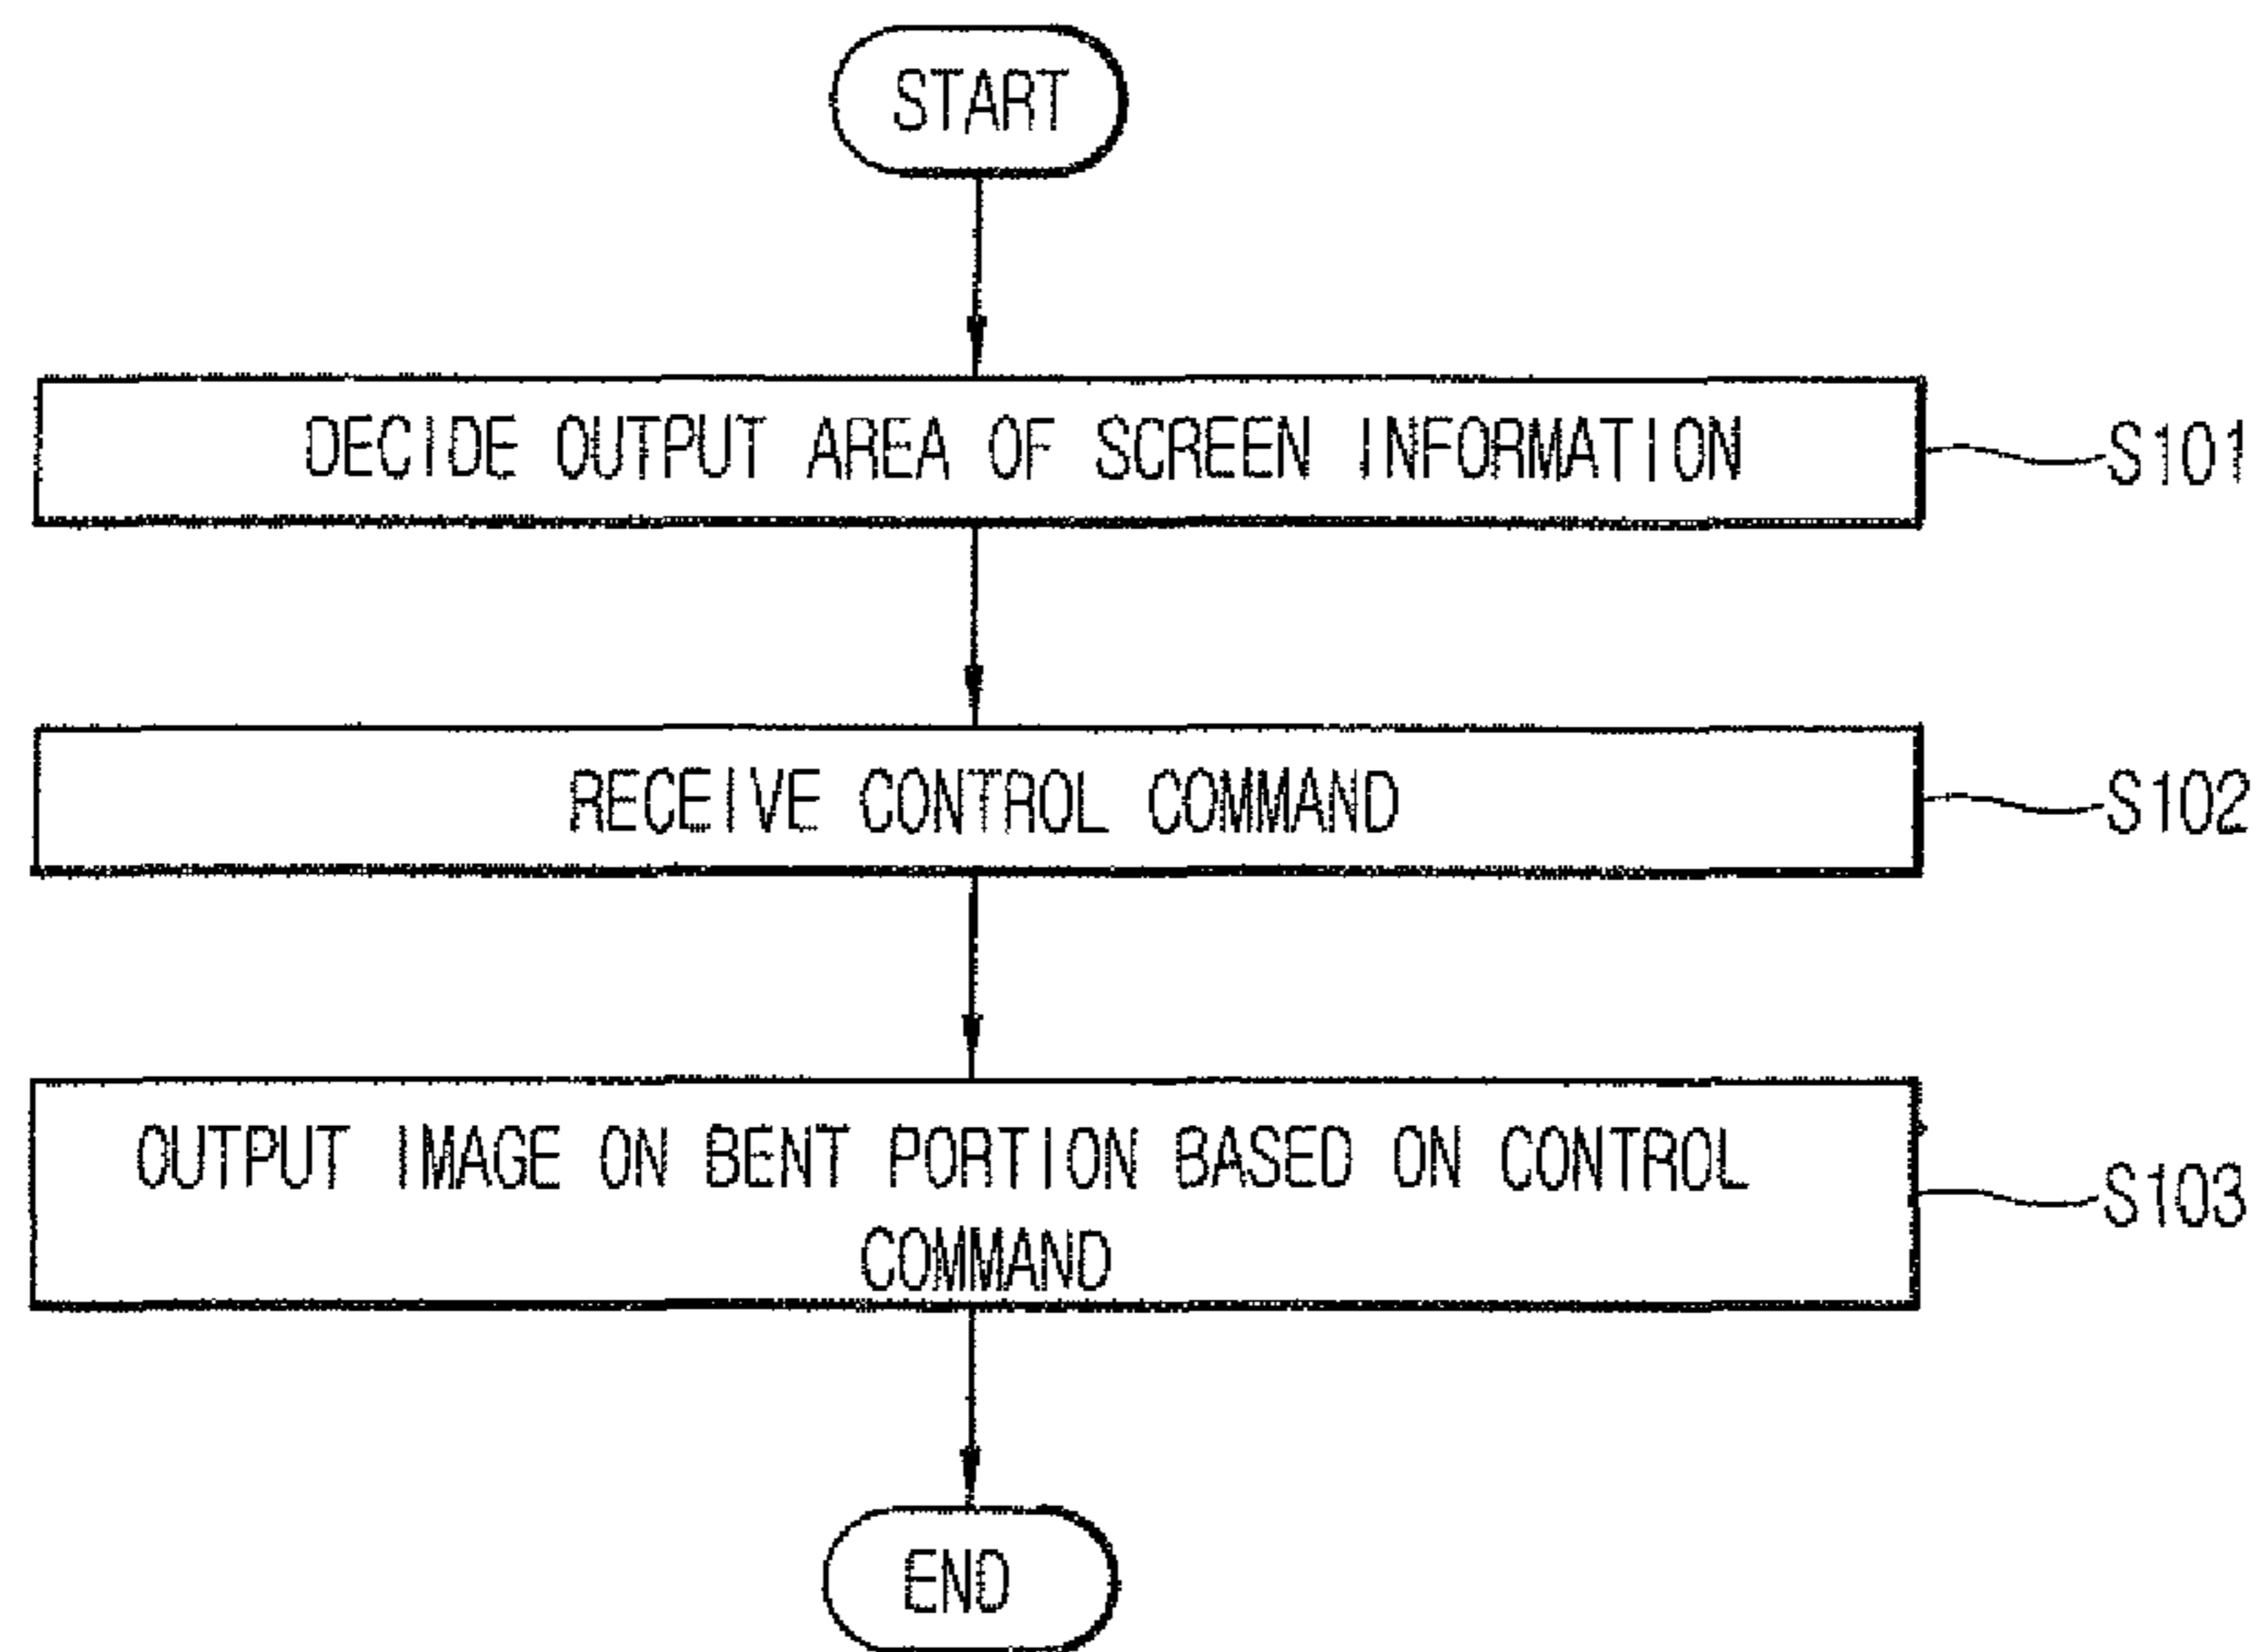 START
DECIDE OUTPUT AREA OF SCREEN INFORMATION
S101
RECEIVE CONTROL COMMAND
S102
OUTPUT IMAGE ON BENT PORTION BASED ON CONTROL
COMMAND
S103
END